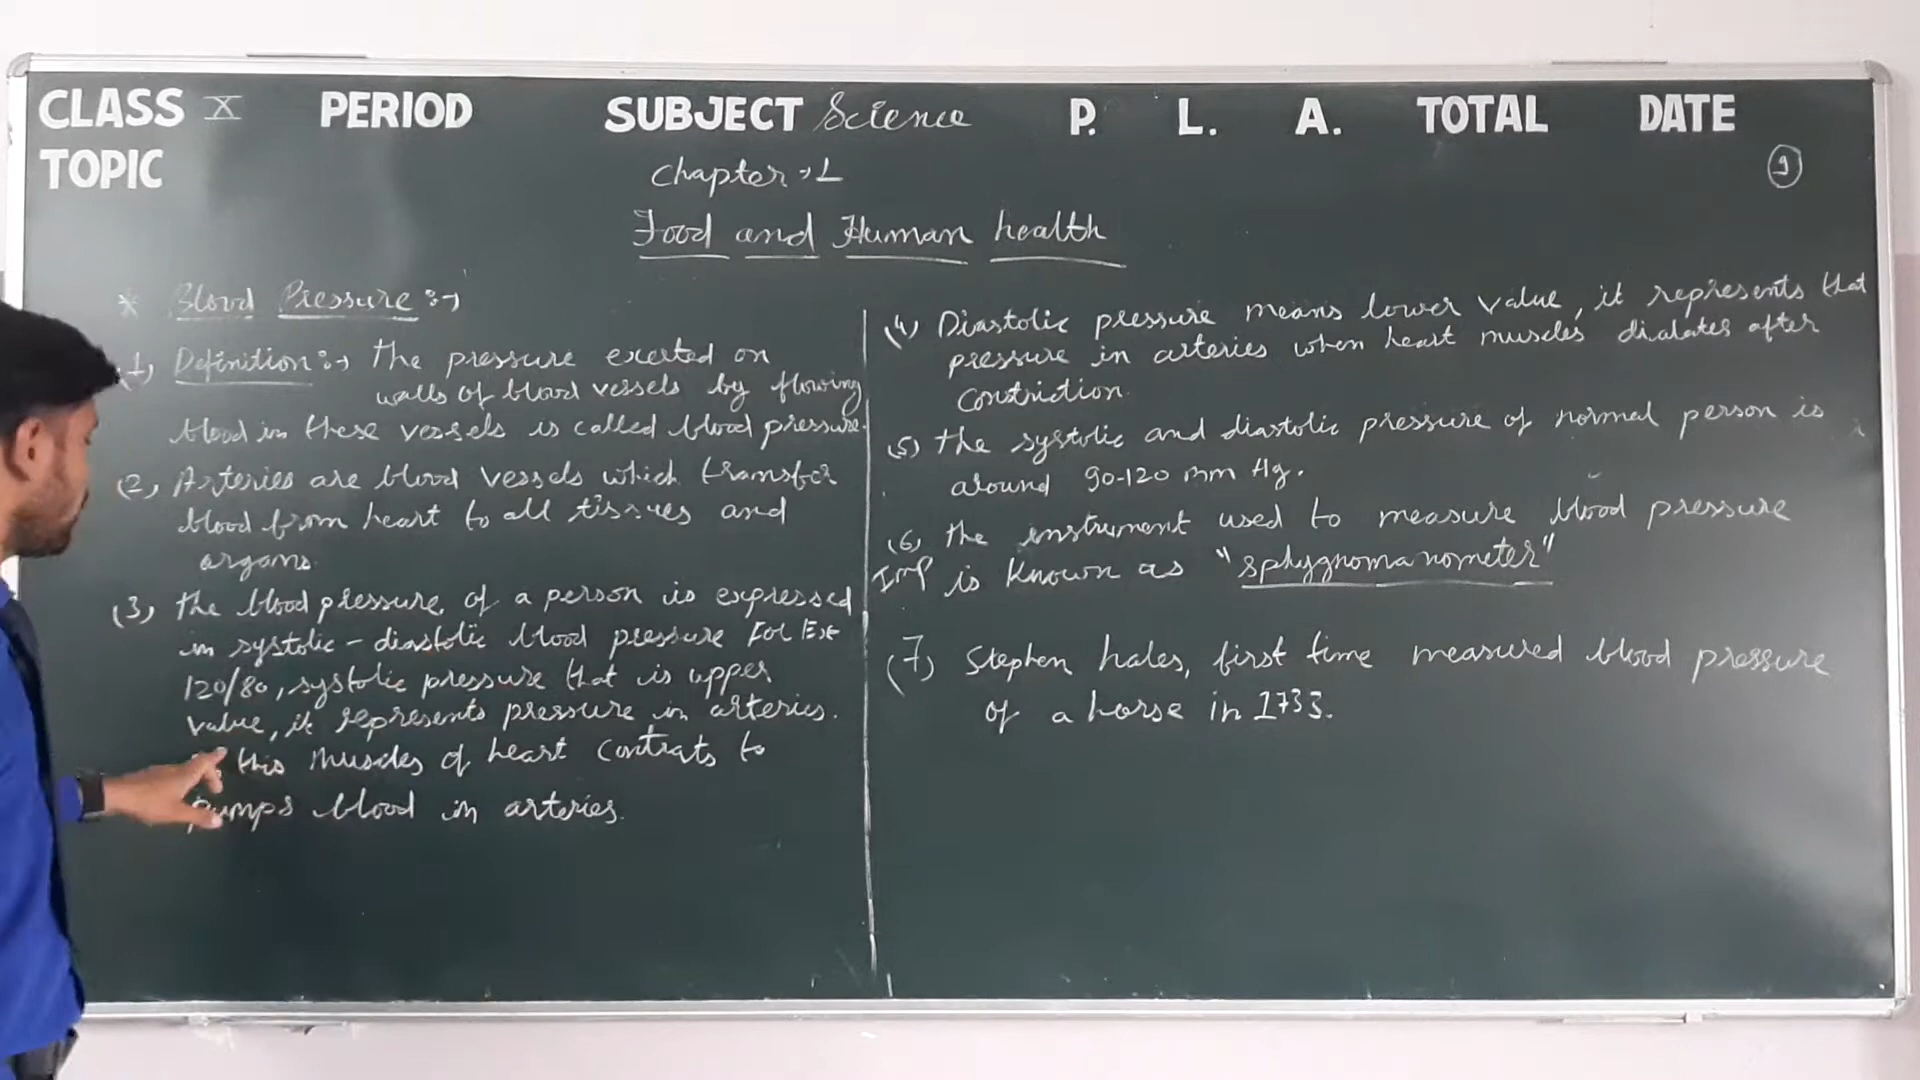 CLASS X PERIOD SUBJECT Science P. L. A. TOTAL DATE
TOPIC
Chapter :-1
9
Food and Human health
* Blood Pressure :→
(1) Definition :→ The pressure exerted on
walls of blood vessels by flowing
blood in these vessels is called blood pressure.
(2) Arteries are blood vessels which transfer
blood from heart to all tissues and
argans.
(3) the blood pressure of a person is expressed
in systolic - diastolic blood pressure For Ex
120/80, systolic pressure that is upper
value, it represents pressure in arteries.
this muscles of heart contrats to
pumps blood in arteries.
(4) Diastolic pressure means lower value, it represents that
pressure in arteries when heart muscles dialates after
constriction.
(5) the systolic and diastolic pressure of normal person is
around 90-120 mm Hg.
(6) the instrument used to measure blood pressure
Imp is known as "sphygnomanometer"
(7) Stephen hales, first time measured blood pressure
of a horse in 1733.